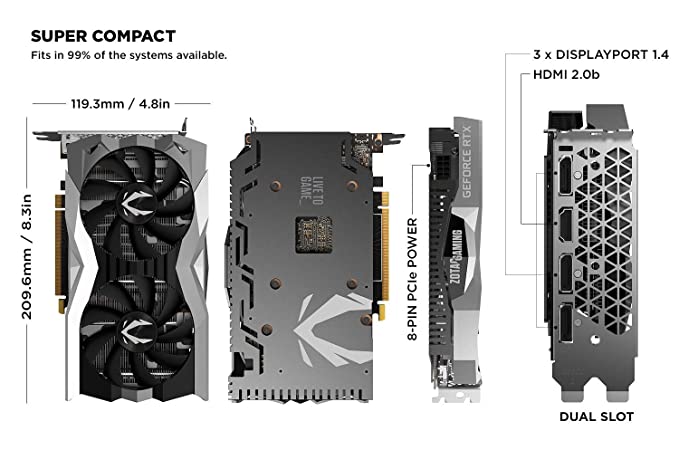 SUPER COMPACT
Fits in 99% of the systems available.
119.3mm / 4.8in
209.6mm / 8.3in
LIVE TO
GAME_
8-PIN PCIe POWER
GEFORCE RTX
ZOTAC GAMING
3 x DISPLAYPORT 1.4
HDMI 2.0b
DUAL SLOT